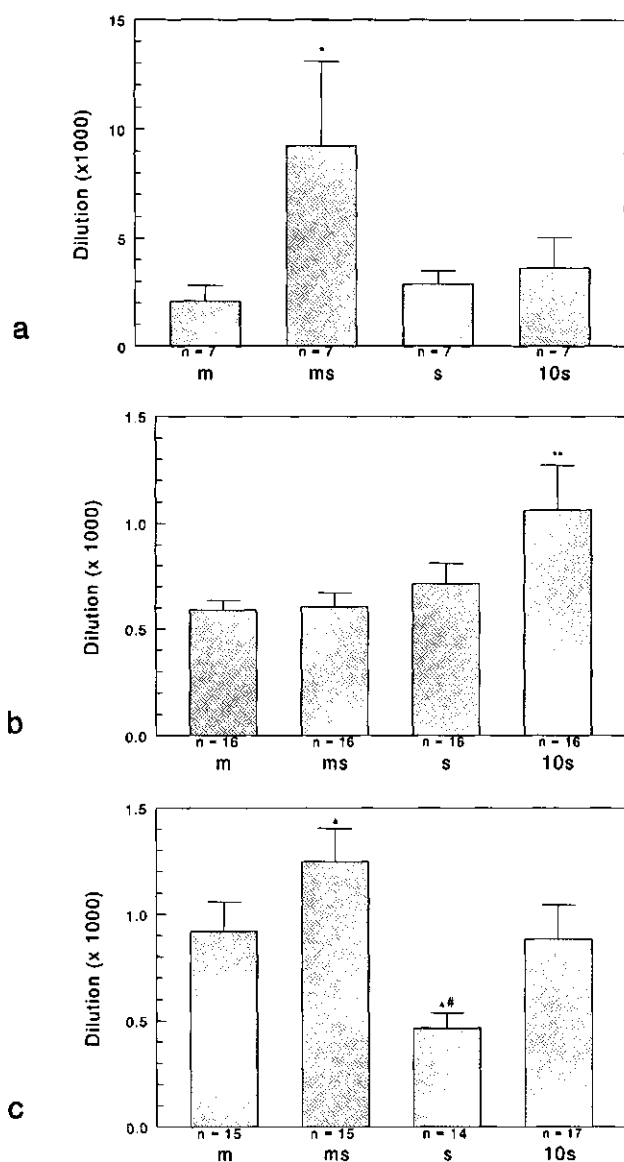 15
*
10
5
0
Dilution (x1000)
n = 7 n = 7 n = 7 n = 7
m ms s 10s
a
1.5
**
1.0
0.5
0.0
Dilution (x 1000)
n = 16 n = 16 n = 16 n = 16
m ms s 10s
b
1.5
*
1.0
*#
0.5
0.0
Dilution (x 1000)
n = 15 n = 15 n = 14 n = 17
m ms s 10s
c